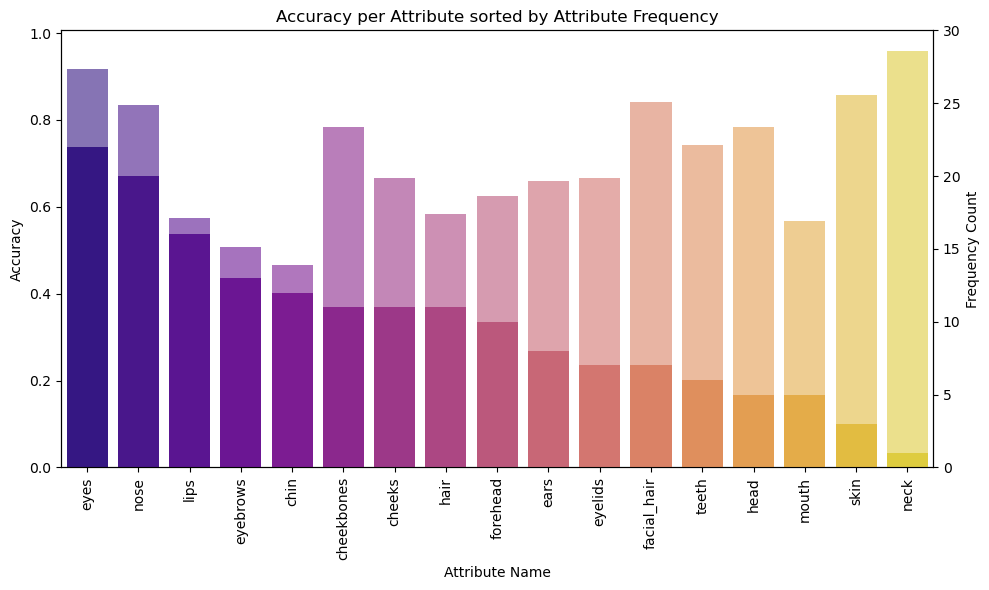 Accuracy per Attribute sorted by Attribute Frequency
Accuracy
1.0
0.8
0.6
0.4
0.2
0.0
30
25
20
15
10
5
0
Frequency Count
eyes
nose
lips
eyebrows
chin
cheekbones
cheeks
hair
forehead
ears
eyelids
facial_hair
teeth
head
mouth
skin
neck
Attribute Name